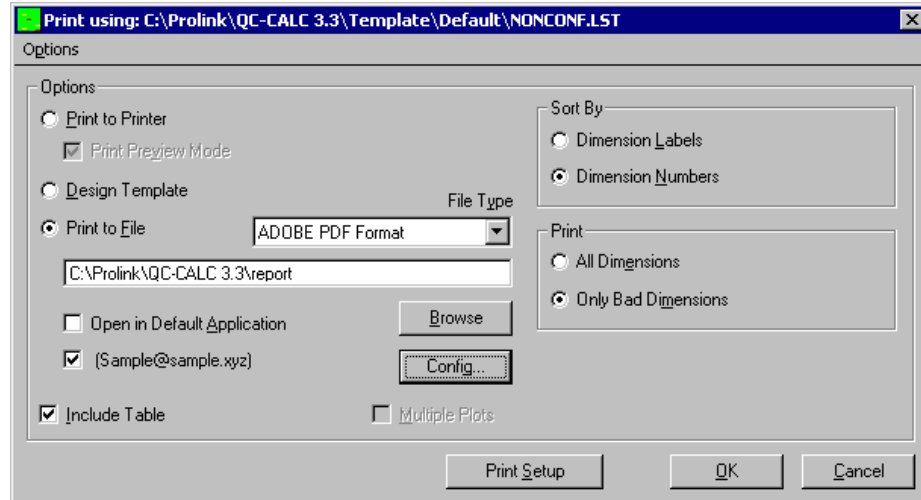 Print using: C:\Prolink\QC-CALC 3.3\Template\Default\NONCONF.LST
Options
Options
Print to Printer
Print Preview Mode
Design Template
File Type
Print to File
ADOBE PDF Format
C:\Prolink\QC-CALC 3.3\report
Open in Default Application
Browse
(Sample@sample.xyz)
Config...
Include Table
Multiple Plots
Sort By
Dimension Labels
Dimension Numbers
Print
All Dimensions
Only Bad Dimensions
Print Setup
OK
Cancel